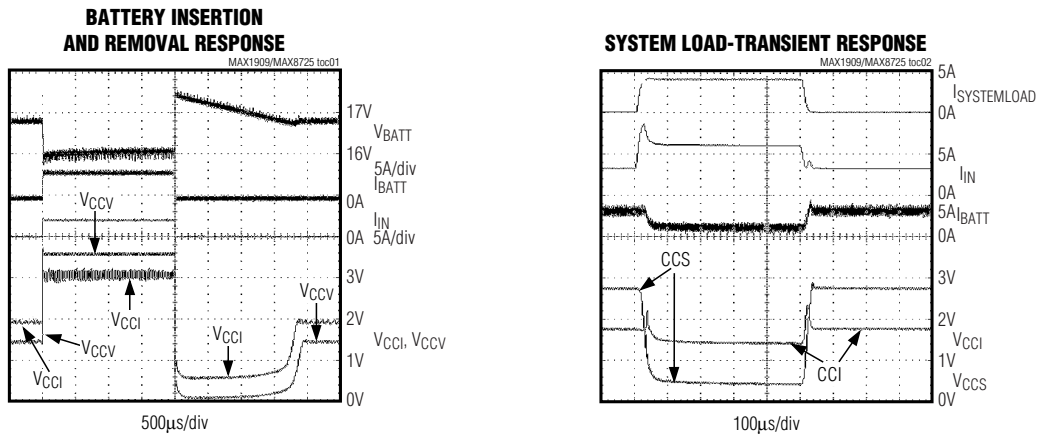 BATTERY INSERTION
AND REMOVAL RESPONSE
MAX1909/MAX8725 toc01
17V
VBATT
16V
5A/div
IBATT
0A
VCCV
IIN
0A
5A/div
3V
VCCI
VCCV
2V
VCCI
VCCV
VCCI, VCCV
1V
VCCI
0V
500µs/div
SYSTEM LOAD-TRANSIENT RESPONSE
MAX1909/MAX8725 toc02
5A
ISYSTEMLOAD
0A
5A
IIN
0A
5A
IBATT
0A
CCS
3V
2V
VCCI
1V
CCI
VCCS
0V
100µs/div